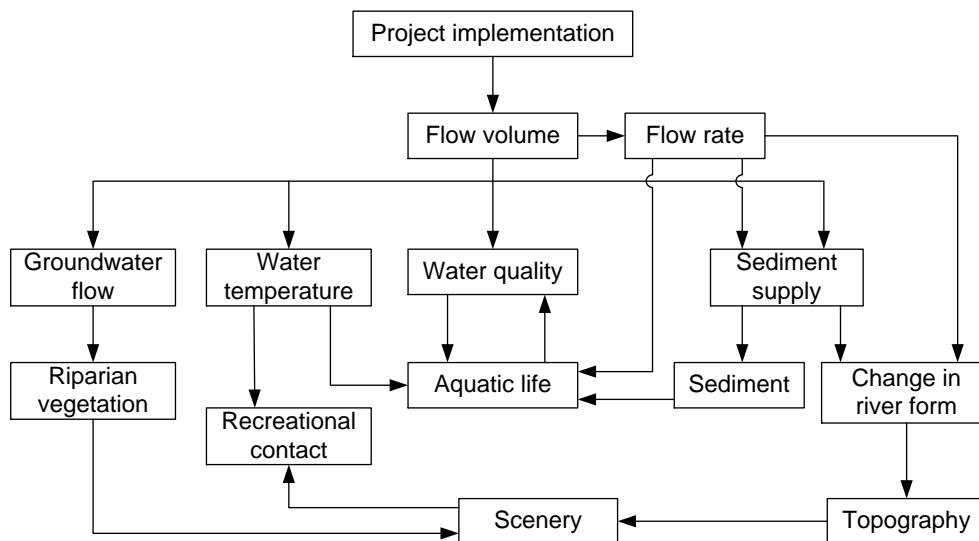 Project implementation
Flow volume
Flow rate
Groundwater
flow
Water
temperature
Water quality
Sediment
supply
Riparian
vegetation
Recreational
contact
Aquatic life
Sediment
Change in
river form
Scenery
Topography